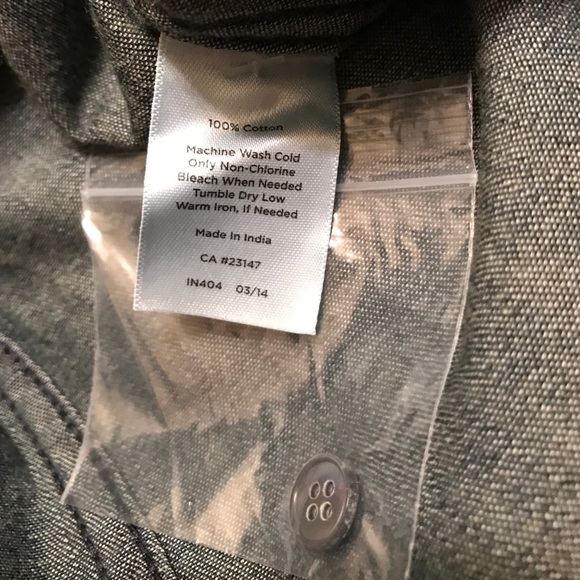 100% Cotton
Machine Wash Cold
Only Non-Chlorine
Bleach When Needed
Tumble Dry Low
Warm Iron, If Needed
Made In India
CA #23147
IN404 03/14